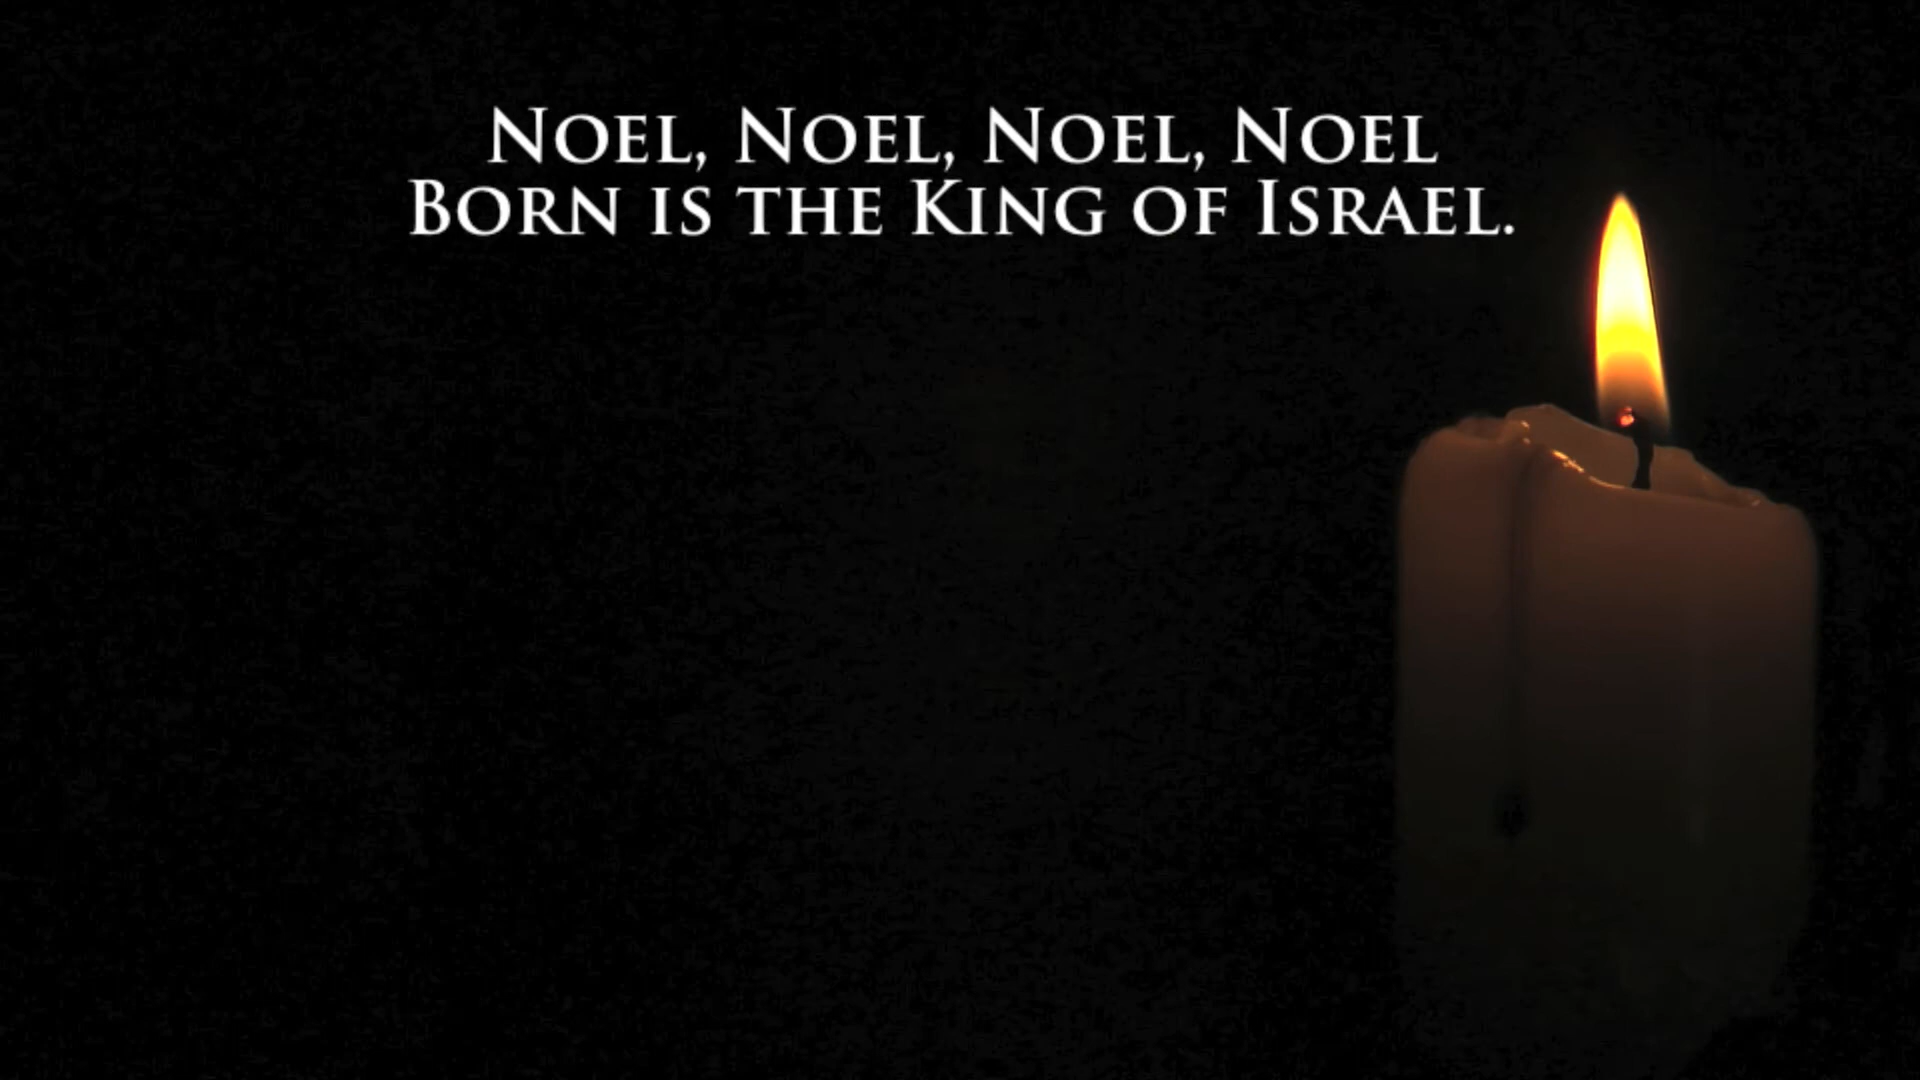 Noel, Noel, Noel, Noel
Born is the King of Israel.